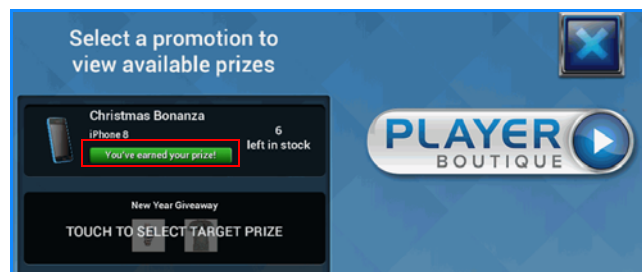 Select a promotion to
view available prizes
Christmas Bonanza
iPhone 8
You've earned your prize!
6
left in stock
New Year Giveaway
TOUCH TO SELECT TARGET PRIZE
PLAYER
BOUTIQUE